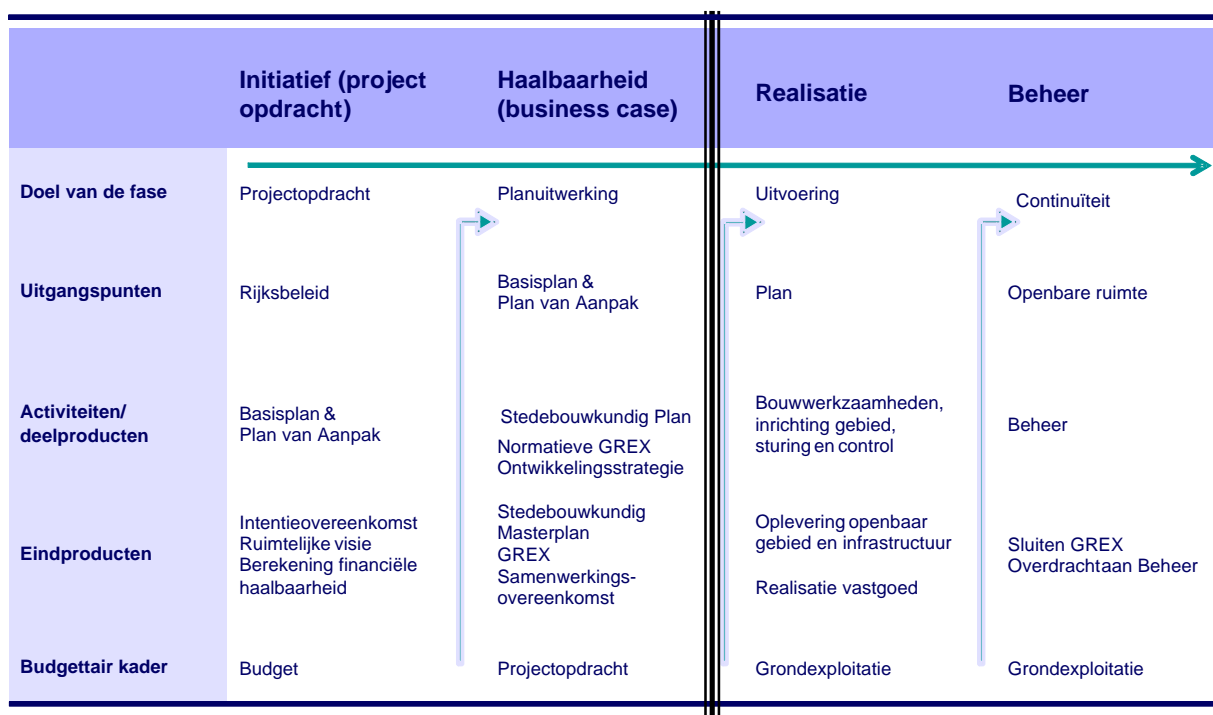 Initiatief (project
opdracht)
Haalbaarheid
(business case)
Realisatie
Beheer
Doel van de fase
Projectopdracht
Planuitwerking
Uitvoering
Continuïteit
Uitgangspunten
Rijksbeleid
Basisplan &
Plan van Aanpak
Plan
Openbare ruimte
Activiteiten/
deelproducten
Basisplan &
Plan van Aanpak
Stedebouwkundig Plan
Normatieve GREX
Ontwikkelingsstrategie
Bouwwerkzaamheden,
inrichting gebied,
sturing en control
Beheer
Eindproducten
Intentieovereenkomst
Ruimtelijke visie
Berekening financiële
haalbaarheid
Stedebouwkundig
Masterplan
GREX
Samenwerkings-
overeenkomst
Oplevering openbaar
gebied en infrastructuur
Realisatie vastgoed
Sluiten GREX
Overdrachtaan Beheer
Budgettair kader
Budget
Projectopdracht
Grondexploitatie
Grondexploitatie